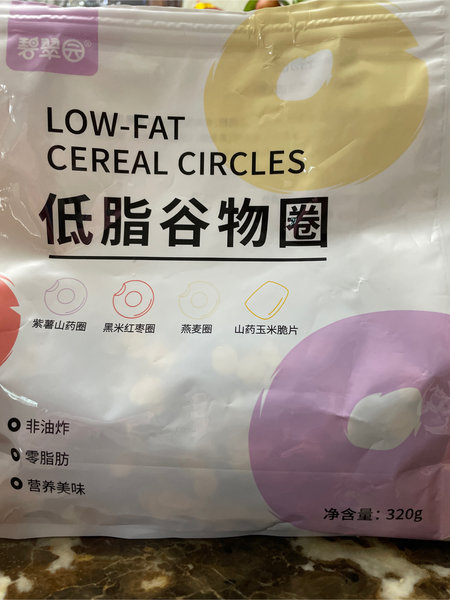 碧翠园®
LOW-FAT
CEREAL CIRCLES
低脂谷物圈
紫薯山药圈
黑米红枣圈
燕麦圈
山药玉米脆片
非油炸
零脂肪
营养美味
净含量：320g